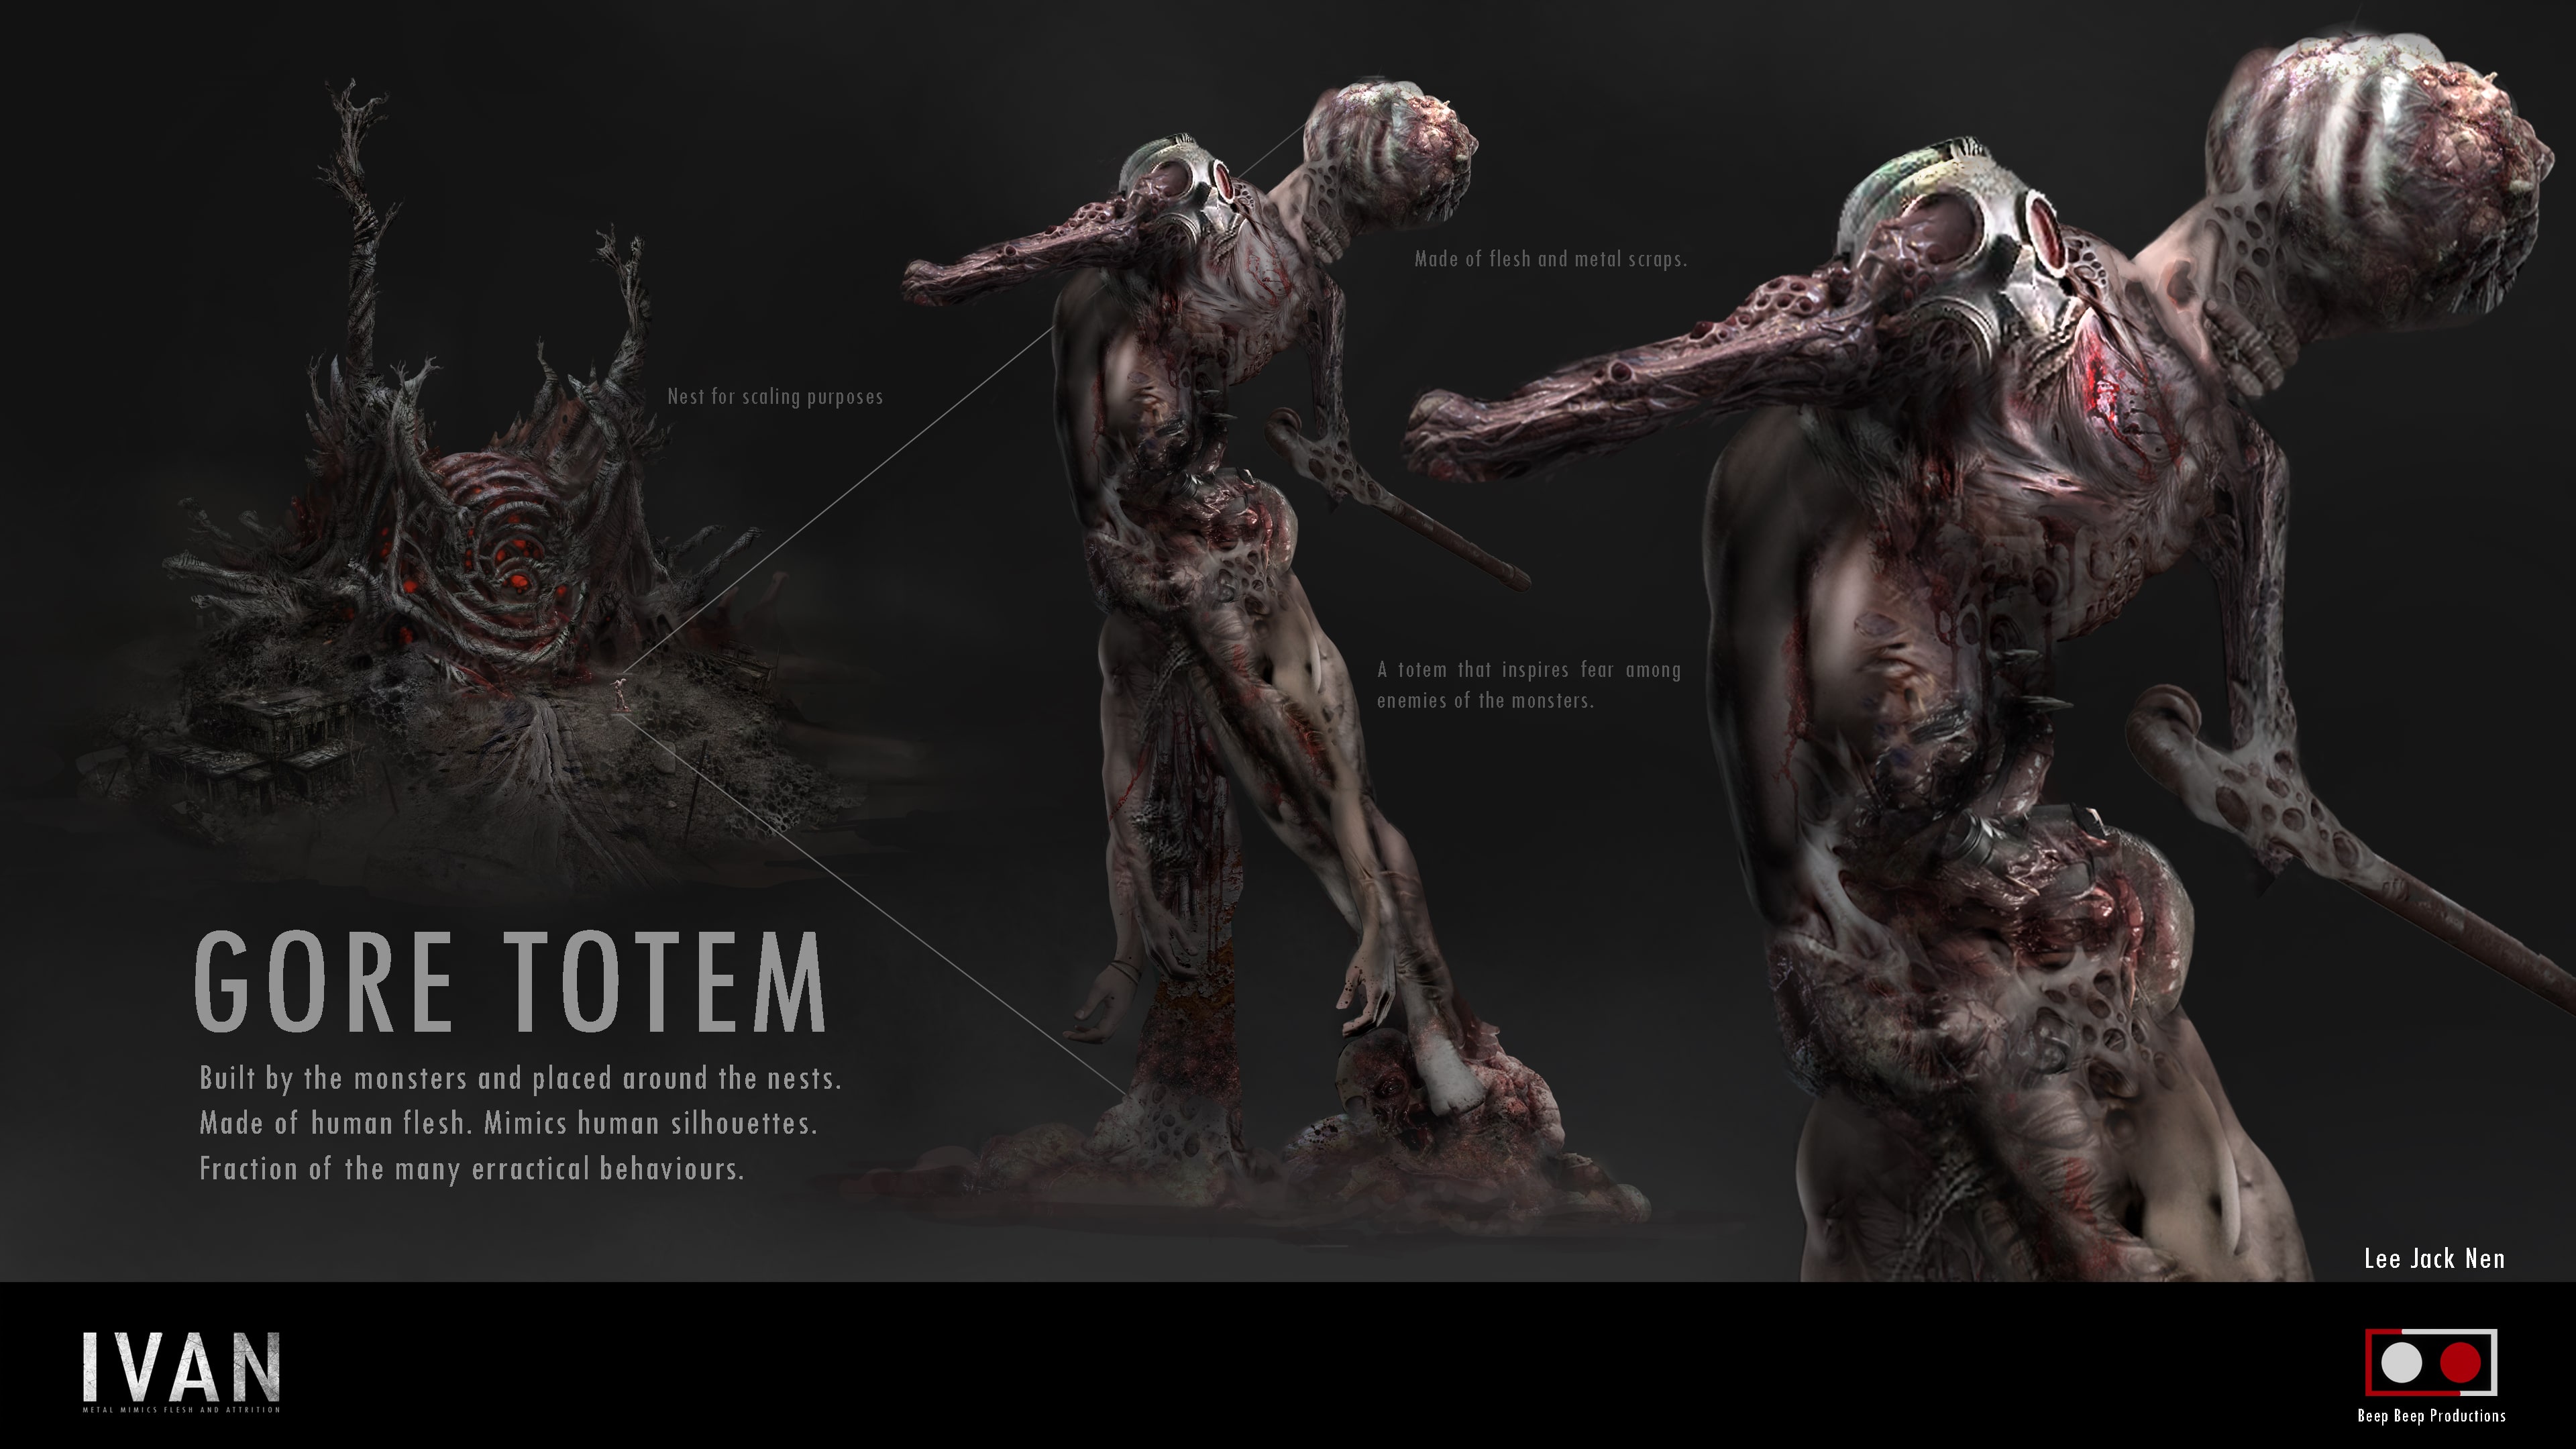 Made of flesh and metal scraps.
Nest for scaling purposes
A totem that inspires fear among
enemies of the monsters.
GORE TOTEM
Built by the monsters and placed around the nests.
Made of human flesh. Mimics human silhouettes.
Fraction of the many erractical behaviours.
Lee Jack Nen
IVAN
METAL MIMICS FLESH AND ATTRITION
Beep Beep Productions